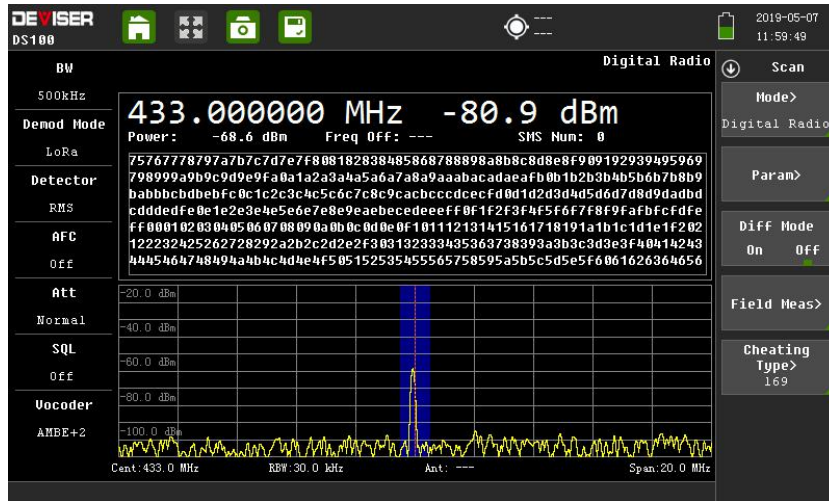 DEVISER
DS100
2019-05-07
11:59:49
BW
500kHz
Demod Mode
LoRa
Detector
RMS
AFC
Off
Att
Normal
SQL
Off
Vocoder
AMBE+2
Digital Radio
433.000000 MHz -80.9 dBm
Power: -68.6 dBm Freq Off: --- SMS Num: 0
75767778797a7b7c7d7e7f808182838485868788898a8b8c8d8e8f909192939495969
798999a9b9c9d9e9fa0a1a2a3a4a5a6a7a8a9aaabacadaeafb0b1b2b3b4b5b6b7b8b9
babbbcbdbebfc0c1c2c3c4c5c6c7c8c9cacbcccdcecfd0d1d2d3d4d5d6d7d8d9dadbd
cdddedfe0e1e2e3e4e5e6e7e8e9eaebecedeeeff0f1f2f3f4f5f6f7f8f9fafbfcfdfe
ff000102030405060708090a0b0c0d0e0f101112131415161718191a1b1c1d1e1f202
122232425262728292a2b2c2d2e2f303132333435363738393a3b3c3d3e3f40414243
4445464748494a4b4c4d4e4f505152535455565758595a5b5c5d5e5f6061626364656
-20.0 dBm
-40.0 dBm
-60.0 dBm
-80.0 dBm
-100.0 dBm
Cent:433.0 MHz RBW:30.0 kHz Ant: --- Span:20.0 MHz
Scan
Mode>
Digital Radio
Param>
Diff Mode
On Off
Field Meas>
Cheating
Type>
169